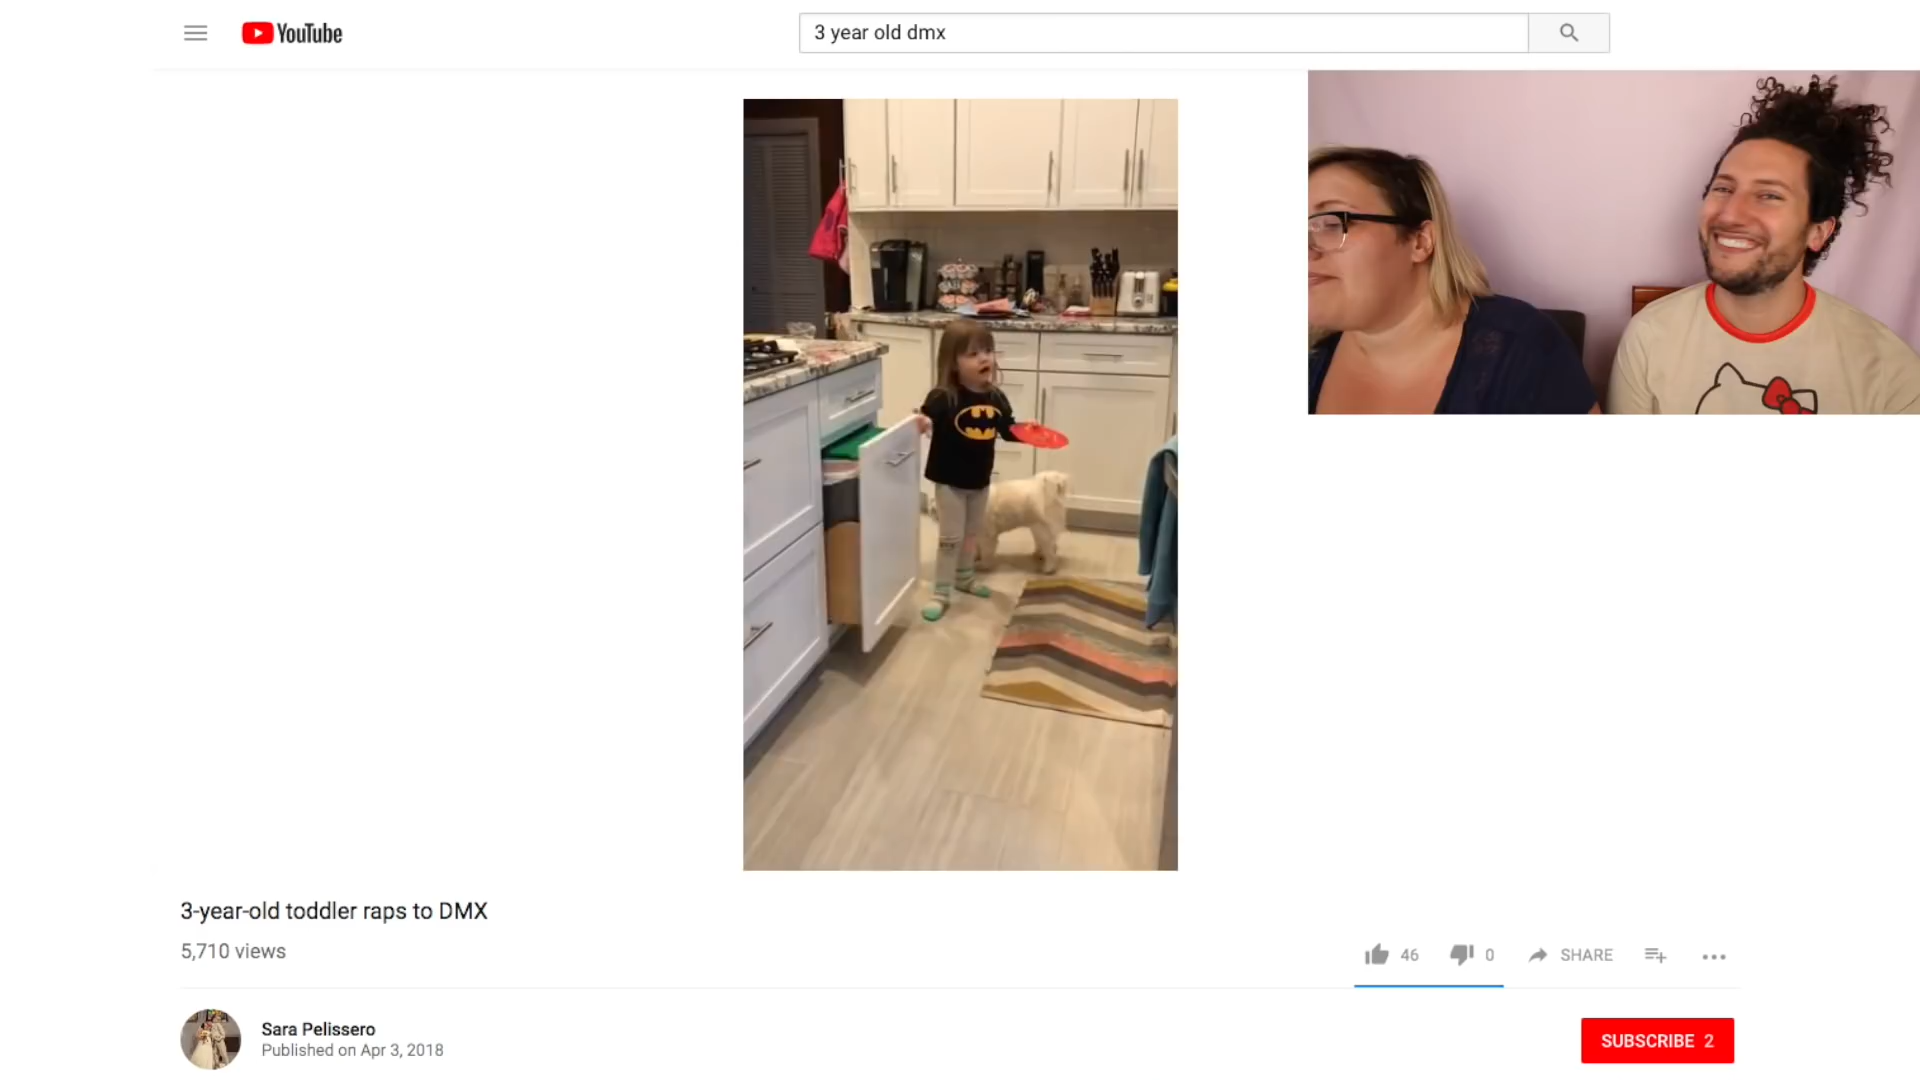 YouTube
3 year old dmx
3-year-old toddler raps to DMX
5,710 views
46
0
SHARE
Sara Pelissero
Published on Apr 3, 2018
SUBSCRIBE 2